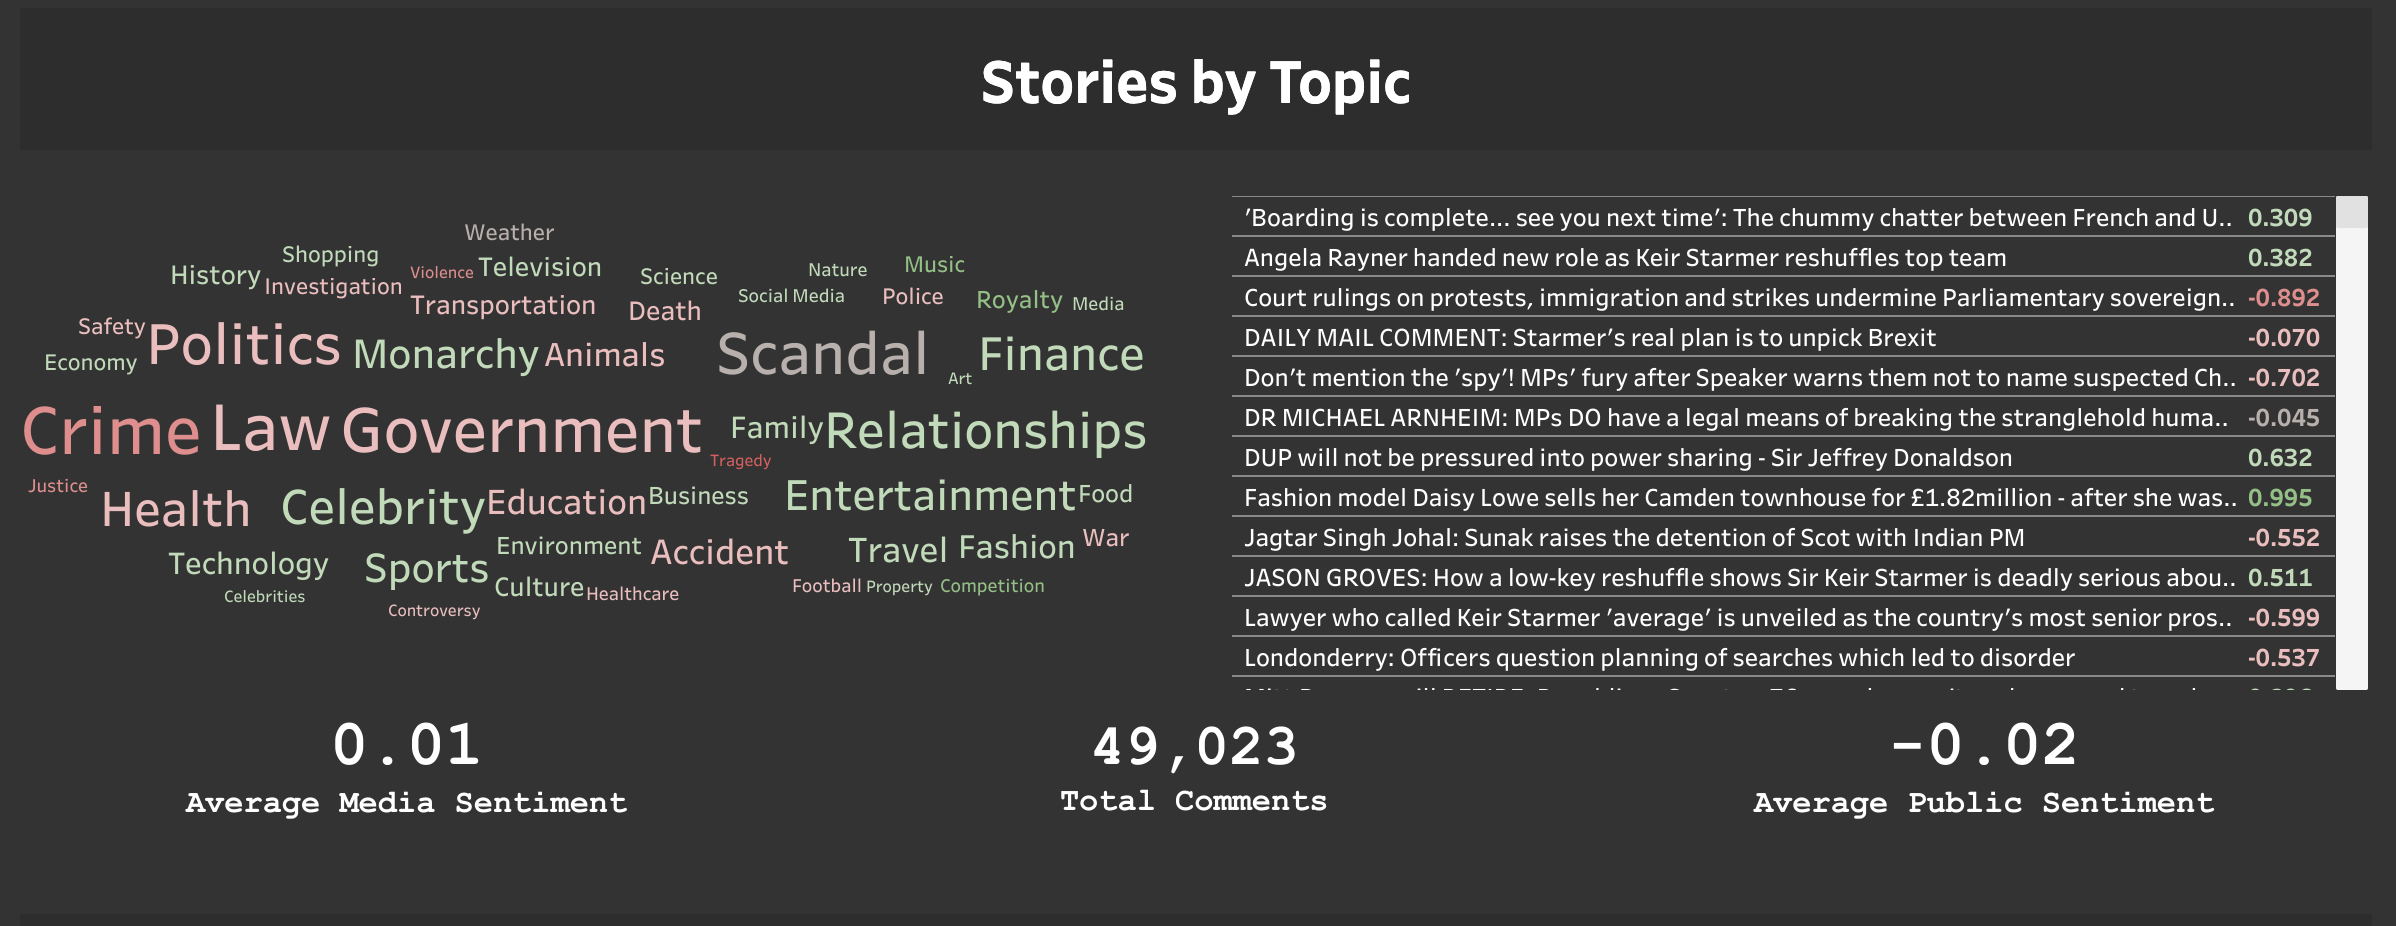 Stories by Topic
Weather
Shopping
History
Investigation
Violence
Television
Transportation
Science
Death
Social Media
Nature
Music
Police
Royalty
Media
Safety
Economy
Politics
Monarchy
Animals
Scandal
Art
Finance
Crime
Law
Government
Family
Relationships
Tragedy
Justice
Health
Celebrity
Education
Business
Entertainment
Food
Technology
Sports
Environment
Accident
Travel
Fashion
War
Celebrities
Culture
Healthcare
Controversy
Football
Property
Competition
'Boarding is complete... see you next time': The chummy chatter between French and U.. 0.309
Angela Rayner handed new role as Keir Starmer reshuffles top team 0.382
Court rulings on protests, immigration and strikes undermine Parliamentary sovereign.. -0.892
DAILY MAIL COMMENT: Starmer's real plan is to unpick Brexit -0.070
Don't mention the 'spy'! MPs' fury after Speaker warns them not to name suspected Ch.. -0.702
DR MICHAEL ARNHEIM: MPs DO have a legal means of breaking the stranglehold huma.. -0.045
DUP will not be pressured into power sharing - Sir Jeffrey Donaldson 0.632
Fashion model Daisy Lowe sells her Camden townhouse for £1.82million - after she was.. 0.995
Jagtar Singh Johal: Sunak raises the detention of Scot with Indian PM -0.552
JASON GROVES: How a low-key reshuffle shows Sir Keir Starmer is deadly serious abou.. 0.511
Lawyer who called Keir Starmer 'average' is unveiled as the country's most senior pros.. -0.599
Londonderry: Officers question planning of searches which led to disorder -0.537
0.01
Average Media Sentiment
49,023
Total Comments
-0.02
Average Public Sentiment